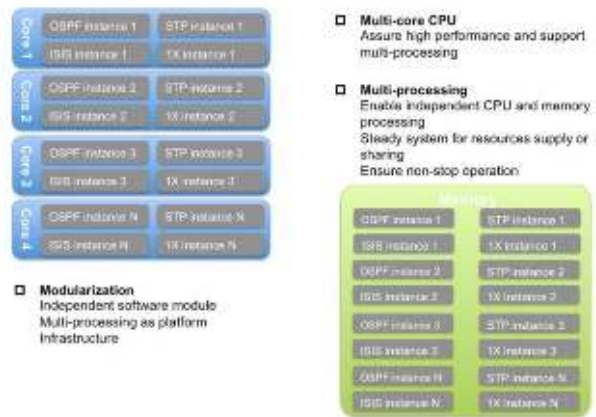 Core 1
OSPF instance 1
STP instance 1
ISIS instance 1
1X instance 1
Core 2
OSPF instance 2
STP instance 2
ISIS instance 2
1X instance 2
Core 3
OSPF instance 3
STP instance 3
ISIS instance 3
1X instance 3
Core 4
OSPF instance N
STP instance N
ISIS instance N
1X instance N
Modularization
Independent software module
Multi-processing as platform
Infrastructure
Multi-core CPU
Assure high performance and support
multi-processing
Multi-processing
Enable independent CPU and memory
processing
Steady system for resources supply or
sharing
Ensure non-stop operation
Memory
OSPF instance 1
STP instance 1
ISIS instance 1
1X instance 1
OSPF instance 2
STP instance 2
ISIS instance 2
1X instance 2
OSPF instance 3
STP instance 3
ISIS instance 3
1X instance 3
OSPF instance N
STP instance N
ISIS instance N
1X instance N